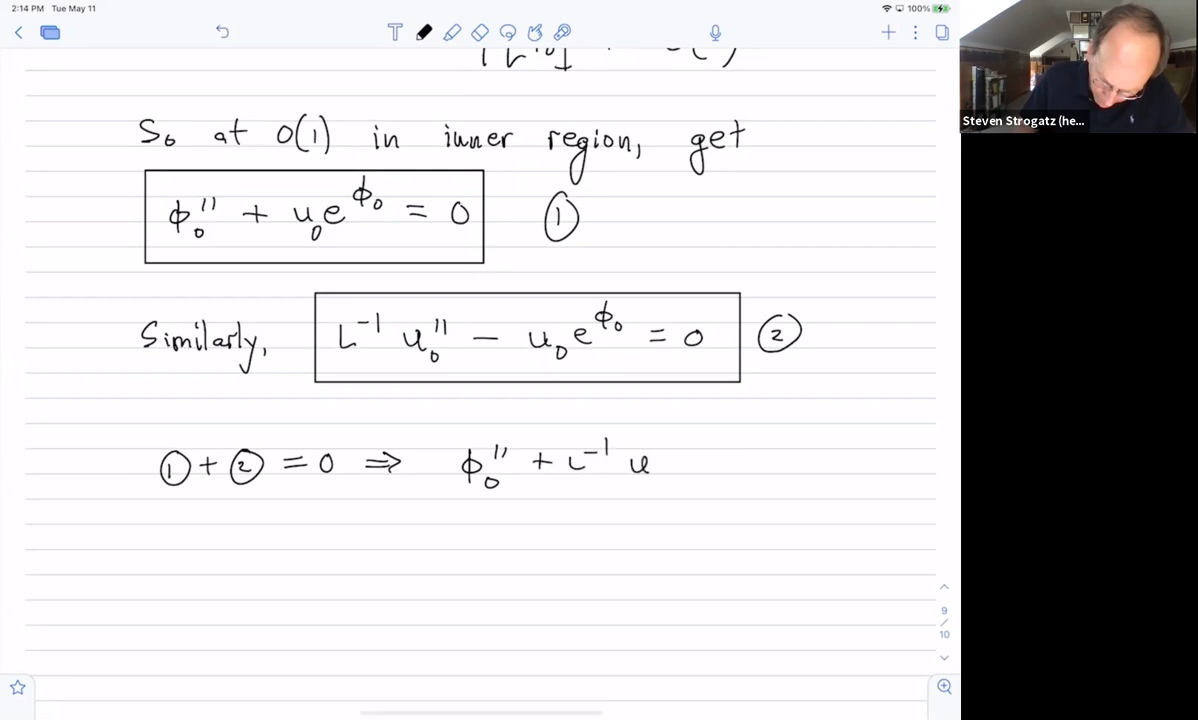 2:14 PM Tue May 11
100%
So at O(1) in inner region, get
ϕ₀'' + u₀e^ϕ₀ = 0 ①
Similarly, L⁻¹ u₀'' − u₀e^ϕ₀ = 0 ②
① + ② = 0 ⇒ ϕ₀'' + L⁻¹ u
9
/
10
Steven Strogatz (he...